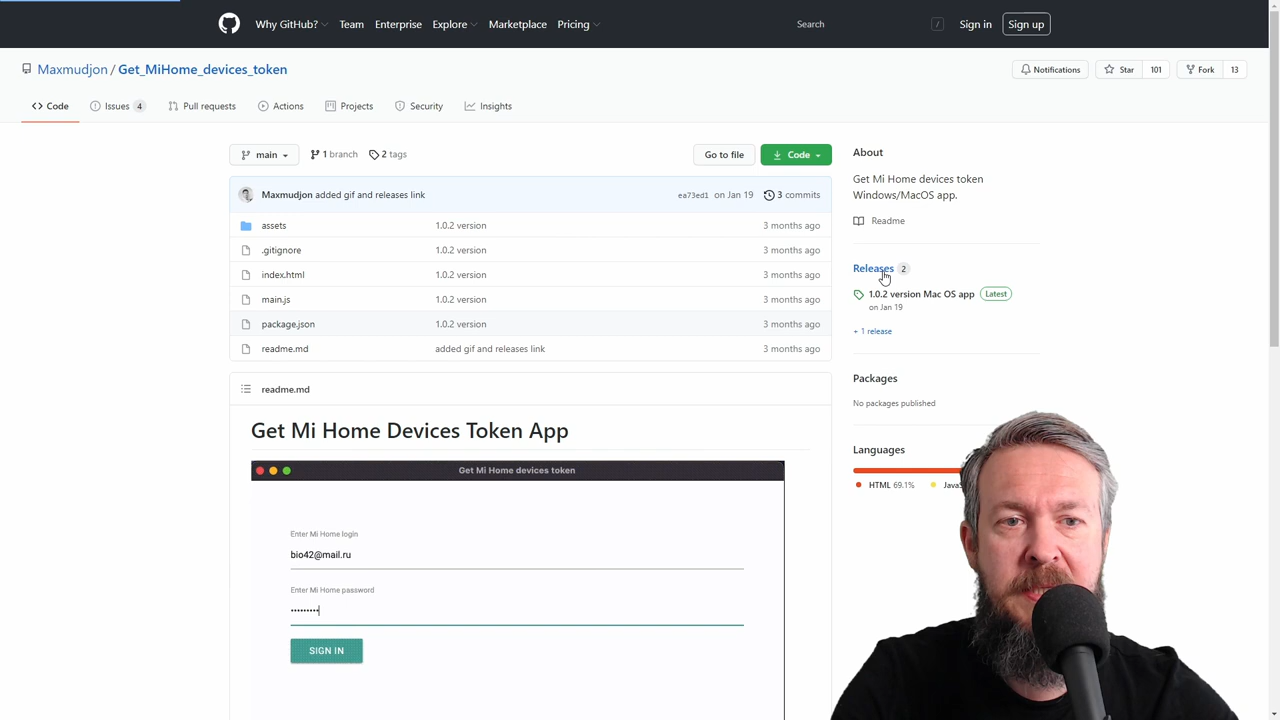 Why GitHub? Team Enterprise Explore Marketplace Pricing Search / Sign in Sign up
Maxmudjon / Get_MiHome_devices_token Notifications Star 101 Fork 13
Code Issues 4 Pull requests Actions Projects Security Insights
main 1 branch 2 tags Go to file Code
Maxmudjon added gif and releases link ea73ed1 on Jan 19 3 commits
assets 1.0.2 version 3 months ago
.gitignore 1.0.2 version 3 months ago
index.html 1.0.2 version 3 months ago
main.js 1.0.2 version 3 months ago
package.json 1.0.2 version 3 months ago
readme.md added gif and releases link 3 months ago
readme.md
Get Mi Home Devices Token App
Get Mi Home devices token
Enter Mi Home login
bio42@mail.ru
Enter Mi Home password
SIGN IN
About
Get Mi Home devices token
Windows/MacOS app.
Readme
Releases 2
1.0.2 version Mac OS app Latest
on Jan 19
+ 1 release
Packages
No packages published
Languages
HTML 69.1%